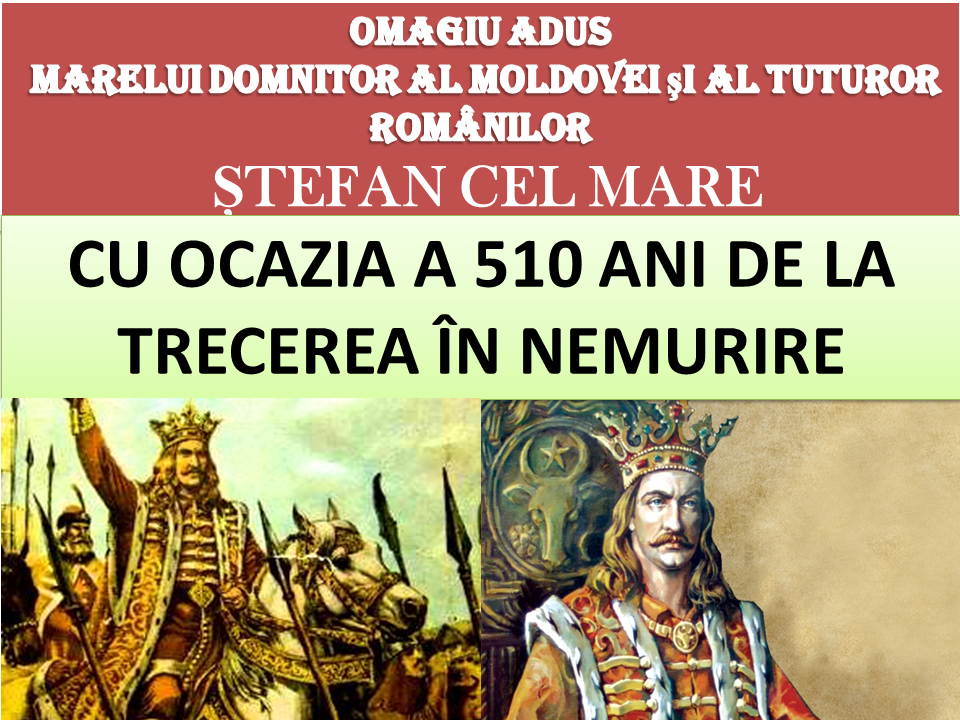 OMAGIU ADUS
MARELUI DOMNITOR AL MOLDOVEI şI AL TUTUROR
ROMÂNILOR
ȘTEFAN CEL MARE
CU OCAZIA A 510 ANI DE LA
TRECEREA ÎN NEMURIRE